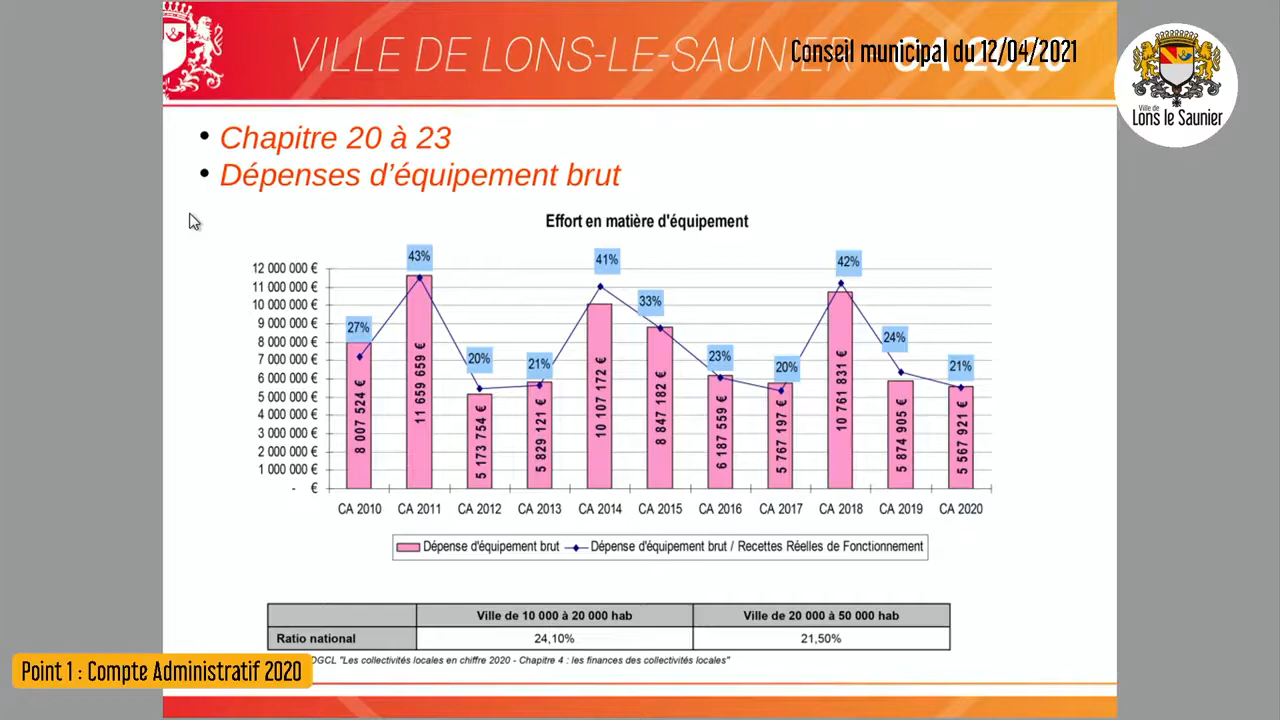 VILLE DE LONS-LE-SAUNIER CA 2020
Conseil municipal du 12/04/2021
Ville de
Lons le Saunier
• Chapitre 20 à 23
• Dépenses d'équipement brut
Effort en matière d'équipement
12 000 000 €
11 000 000 €
10 000 000 €
9 000 000 €
8 000 000 €
7 000 000 €
6 000 000 €
5 000 000 €
4 000 000 €
3 000 000 €
2 000 000 €
1 000 000 €
- €
27% 43% 20% 21% 41% 33% 23% 20% 42% 24% 21%
8 007 524 € 11 659 659 € 5 173 754 € 5 829 121 € 10 107 172 € 8 847 182 € 6 187 559 € 5 767 197 € 10 761 831 € 5 874 905 € 5 567 921 €
CA 2010 CA 2011 CA 2012 CA 2013 CA 2014 CA 2015 CA 2016 CA 2017 CA 2018 CA 2019 CA 2020
Dépense d'équipement brut Dépense d'équipement brut / Recettes Réelles de Fonctionnement
Ville de 10 000 à 20 000 hab Ville de 20 000 à 50 000 hab
Ratio national 24,10% 21,50%
DGCL "Les collectivités locales en chiffre 2020 - Chapitre 4 : les finances des collectivités locales"
Point 1 : Compte Administratif 2020